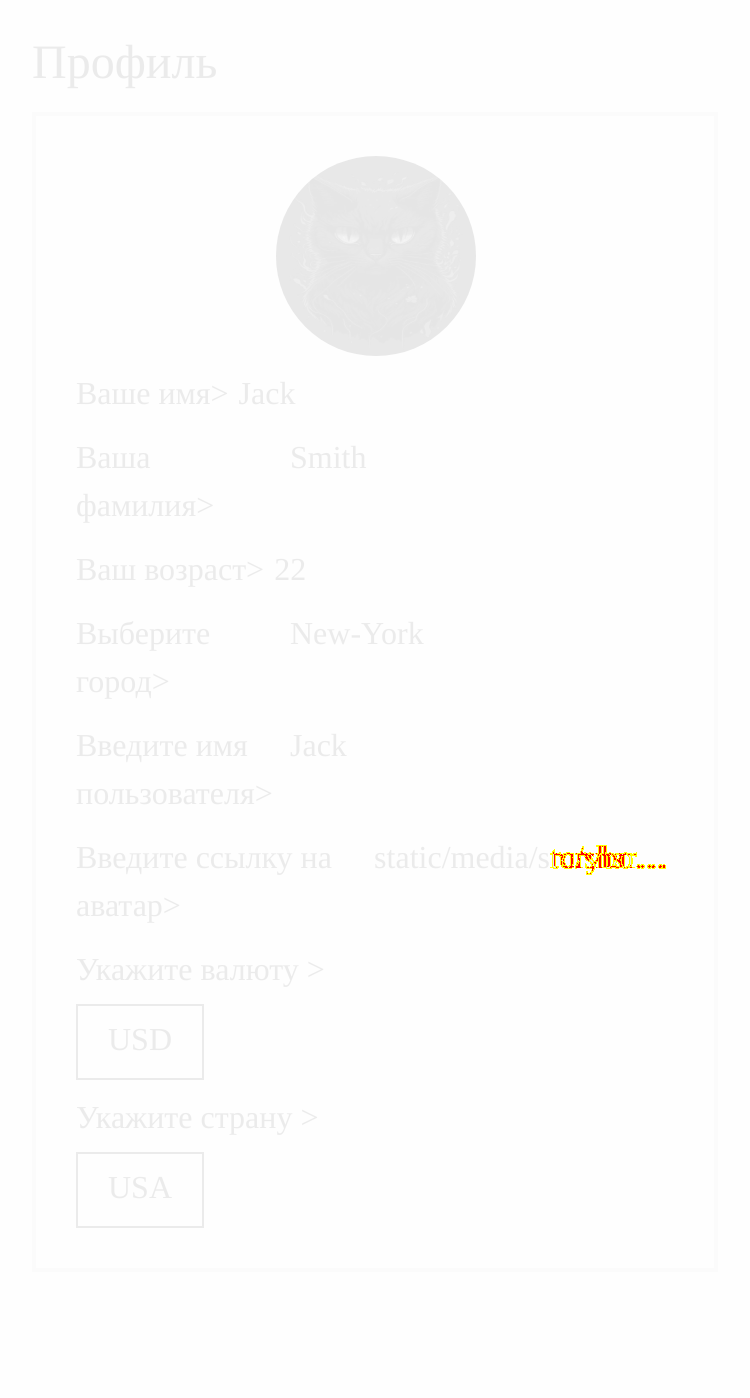 Профиль
Ваше имя> Jack
Ваша Smith
фамилия>
Ваш возраст> 22
Выберите New-York
город>
Введите имя Jack
пользователя>
Введите ссылку на static/media/s
аватар>
Укажите валюту >
USD
Укажите страну >
USA